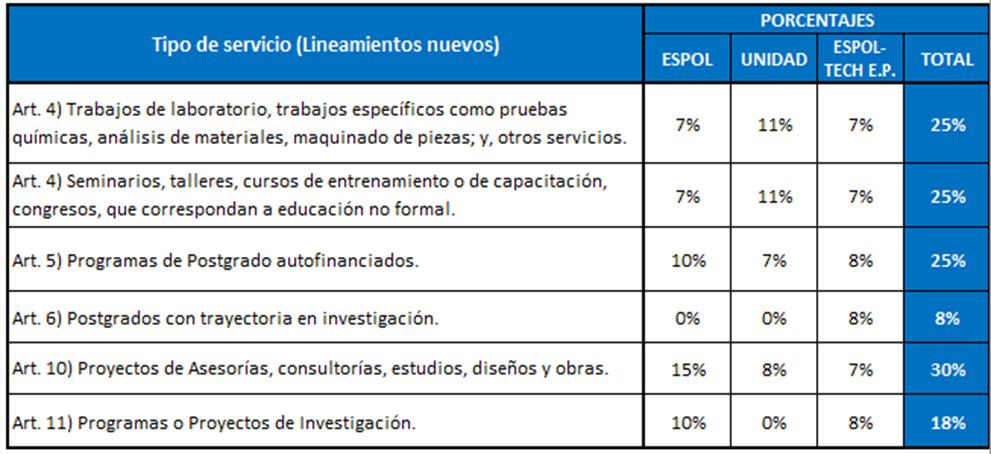 Tipo de servicio (Lineamientos nuevos)
PORCENTAJES
ESPOL
UNIDAD
ESPOL-
TECH E.P.
TOTAL
Art. 4) Trabajos de laboratorio, trabajos específicos como pruebas
químicas, análisis de materiales, maquinado de piezas; y, otros servicios.
7%
11%
7%
25%
Art. 4) Seminarios, talleres, cursos de entrenamiento o de capacitación,
congresos, que correspondan a educación no formal.
7%
11%
7%
25%
Art. 5) Programas de Postgrado autofinanciados.
10%
7%
8%
25%
Art. 6) Postgrados con trayectoria en investigación.
0%
0%
8%
8%
Art. 10) Proyectos de Asesorías, consultorías, estudios, diseños y obras.
15%
8%
7%
30%
Art. 11) Programas o Proyectos de Investigación.
10%
0%
8%
18%